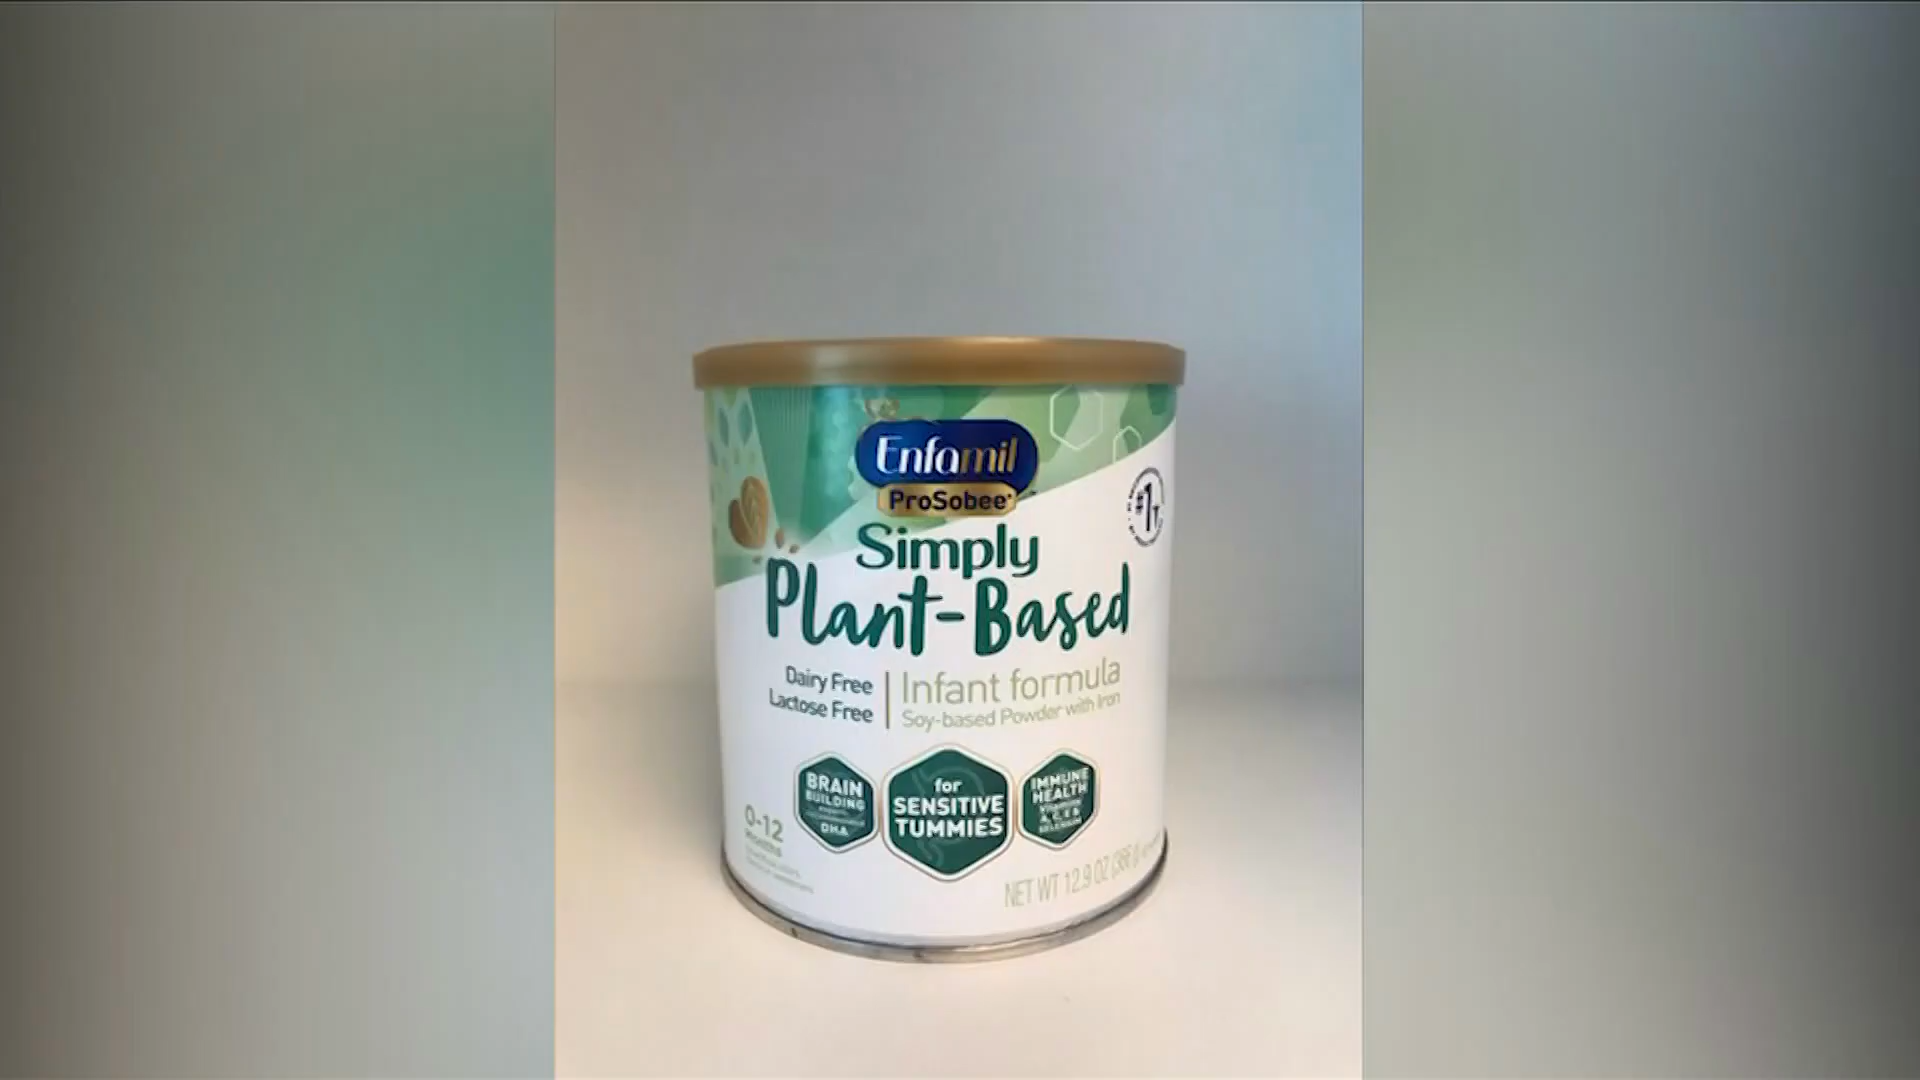 Enfamil
ProSobee
Simply
Plant-Based
Dairy Free
Lactose Free
Infant formula
Soy-based Powder with Iron
#1
BRAIN
BUILDING
DHA
for
SENSITIVE
TUMMIES
IMMUNE
HEALTH
0-12
Months
NET WT 12.9 OZ